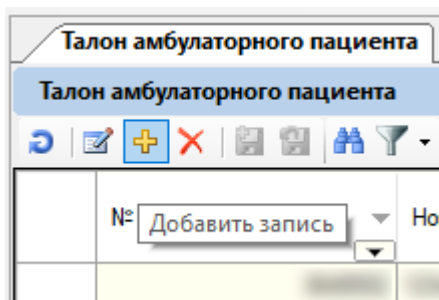 Талон амбулаторного пациента
Талон амбулаторного пациента
№
Добавить запись
Но